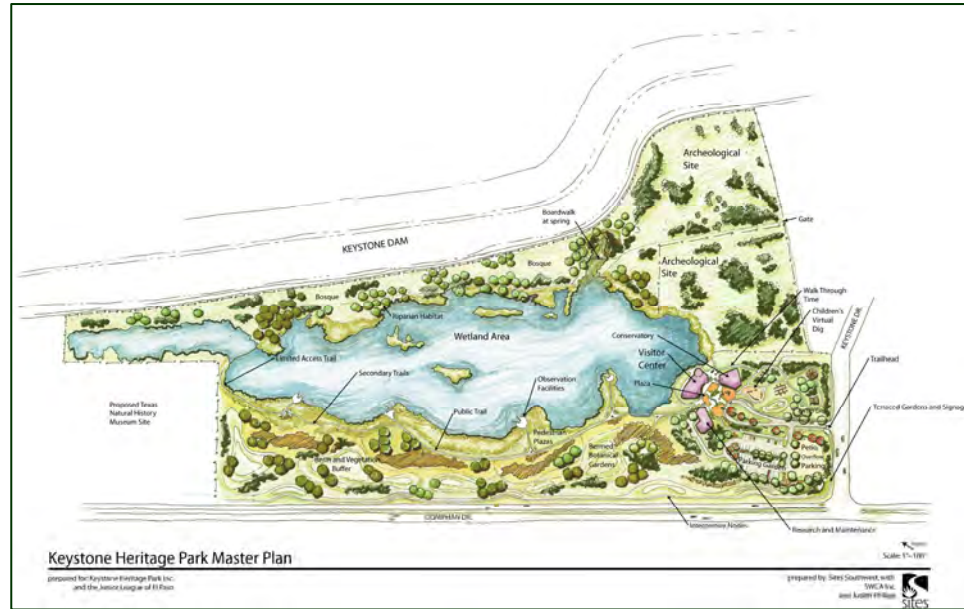 Archeological
Site
Boardwalk
at spring
Gate
KEYSTONE DAM
Bosque
Archeological
Site
Bosque
Walk Through
Time
Children's
Virtual
Dig
KEYSTONE DR.
Riparian Habitat
Wetland Area
Conservatory
Visitor
Center
Limited Access Trail
Trailhead
Secondary Trails
Observation
Facilities
Plaza
Proposed Texas
Natural History
Museum Site
Public Trail
Terraced Gardens and Signage
Pedestrian
Plazas
Bermed
Botanical
Gardens
Berm and Vegetation
Buffer
Parking Garden
Overflow
Parking
DONIPHAN DR.
Interpretive Nodes
Research and Maintenance
Keystone Heritage Park Master Plan
Scale: 1"=100'
prepared for: Keystone Heritage Park Inc.
and the Junior League of El Paso
prepared by: Sites Southwest, with
SWCA Inc.
and Judith Phillips
sites